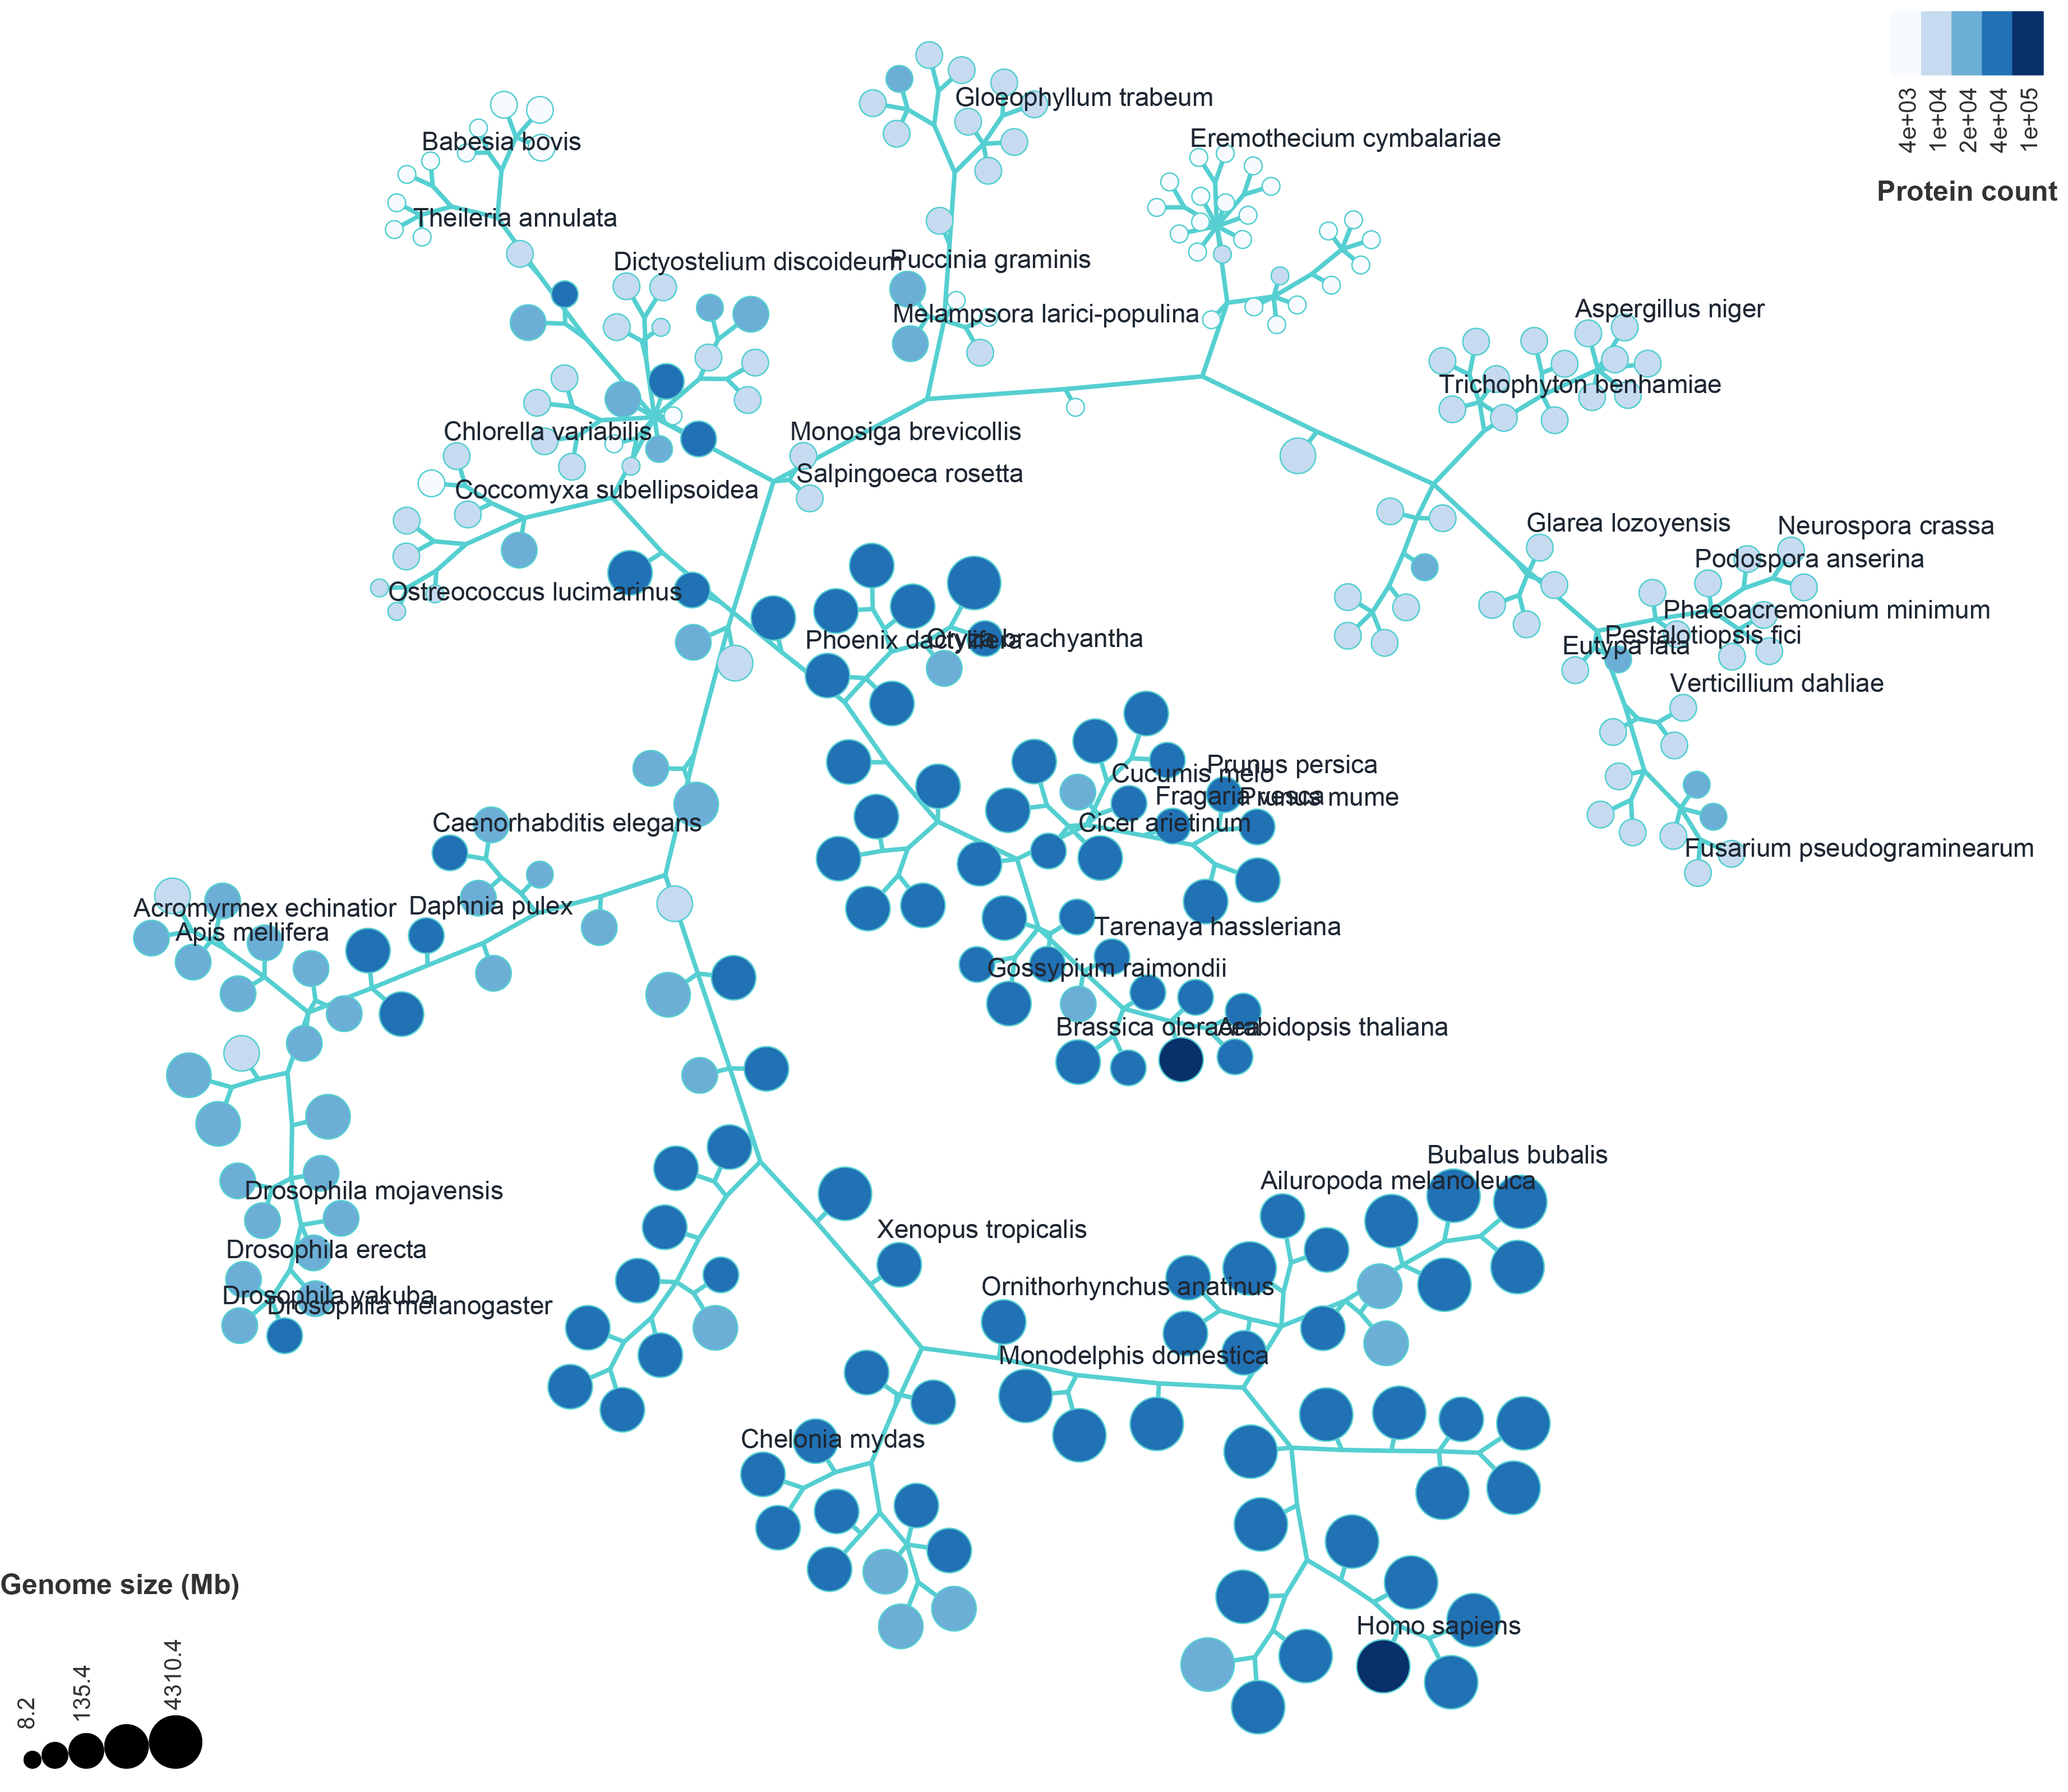 4e+03
1e+04
2e+04
4e+04
1e+05
Protein count
Gloeophyllum trabeum
Babesia bovis
Eremothecium cymbalariae
Theileria annulata
Dictyostelium discoideum
Puccinia graminis
Melampsora larici-populina
Aspergillus niger
Trichophyton benhamiae
Chlorella variabilis
Monosiga brevicollis
Salpingoeca rosetta
Coccomyxa subellipsoidea
Glarea lozoyensis
Neurospora crassa
Podospora anserina
Ostreococcus lucimarinus
Phaeoacremonium minimum
Pestalotiopsis fici
Eutypa lata
Phoenix dactylifera
Oryza brachyantha
Verticillium dahliae
Prunus persica
Cucumis melo
Fragaria vesca
Prunus mume
Cicer arietinum
Caenorhabditis elegans
Fusarium pseudograminearum
Acromyrmex echinatior
Daphnia pulex
Apis mellifera
Tarenaya hassleriana
Gossypium raimondii
Brassica oleracea
Arabidopsis thaliana
Bubalus bubalis
Ailuropoda melanoleuca
Drosophila mojavensis
Xenopus tropicalis
Drosophila erecta
Ornithorhynchus anatinus
Drosophila yakuba
Drosophila melanogaster
Monodelphis domestica
Chelonia mydas
Homo sapiens
Genome size (Mb)
8.2
135.4
4310.4